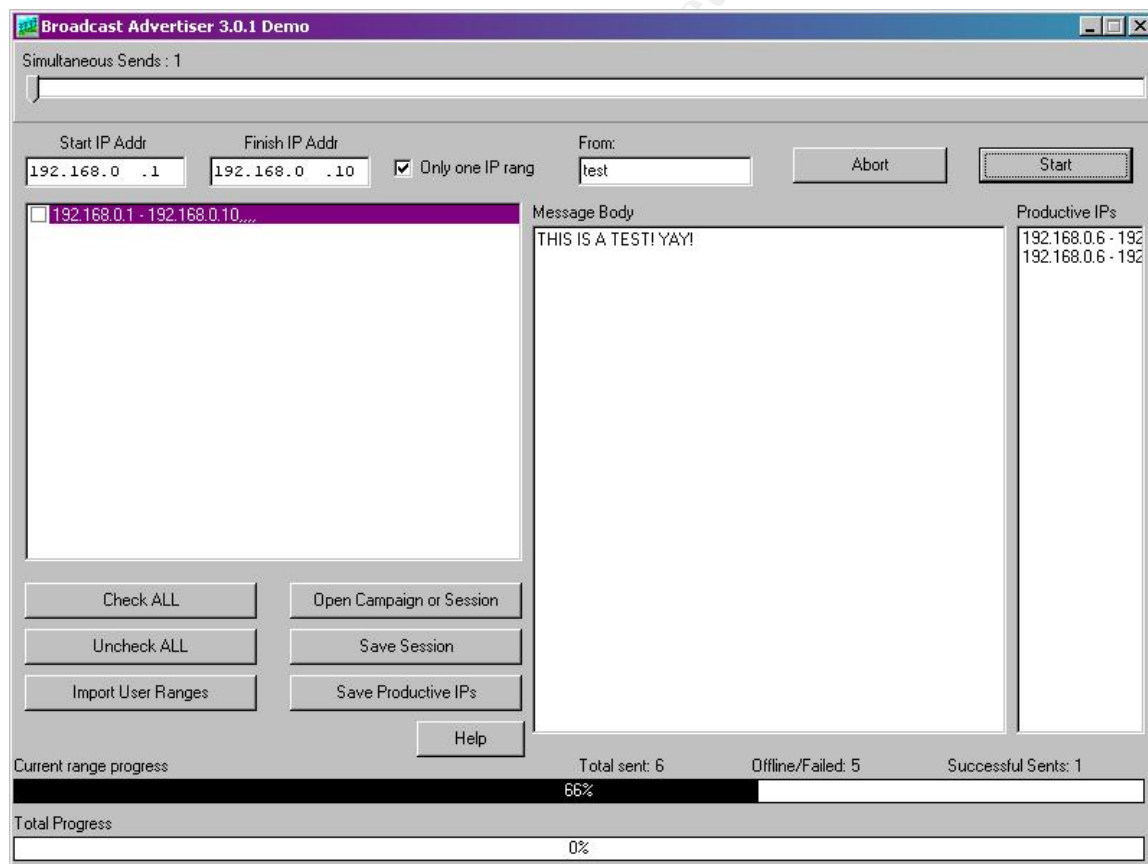 Broadcast Advertiser 3.0.1 Demo
Simultaneous Sends : 1
Start IP Addr
Finish IP Addr
From:
192.168.0 .1
192.168.0 .10
Only one IP rang
test
Abort
Start
192.168.0.1 - 192.168.0.10,,,,
Message Body
Productive IPs
THIS IS A TEST! YAY!
192.168.0.6 - 192
192.168.0.6 - 192
Check ALL
Open Campaign or Session
Uncheck ALL
Save Session
Import User Ranges
Save Productive IPs
Help
Current range progress
Total sent: 6
Offline/Failed: 5
Successful Sents: 1
66%
Total Progress
0%